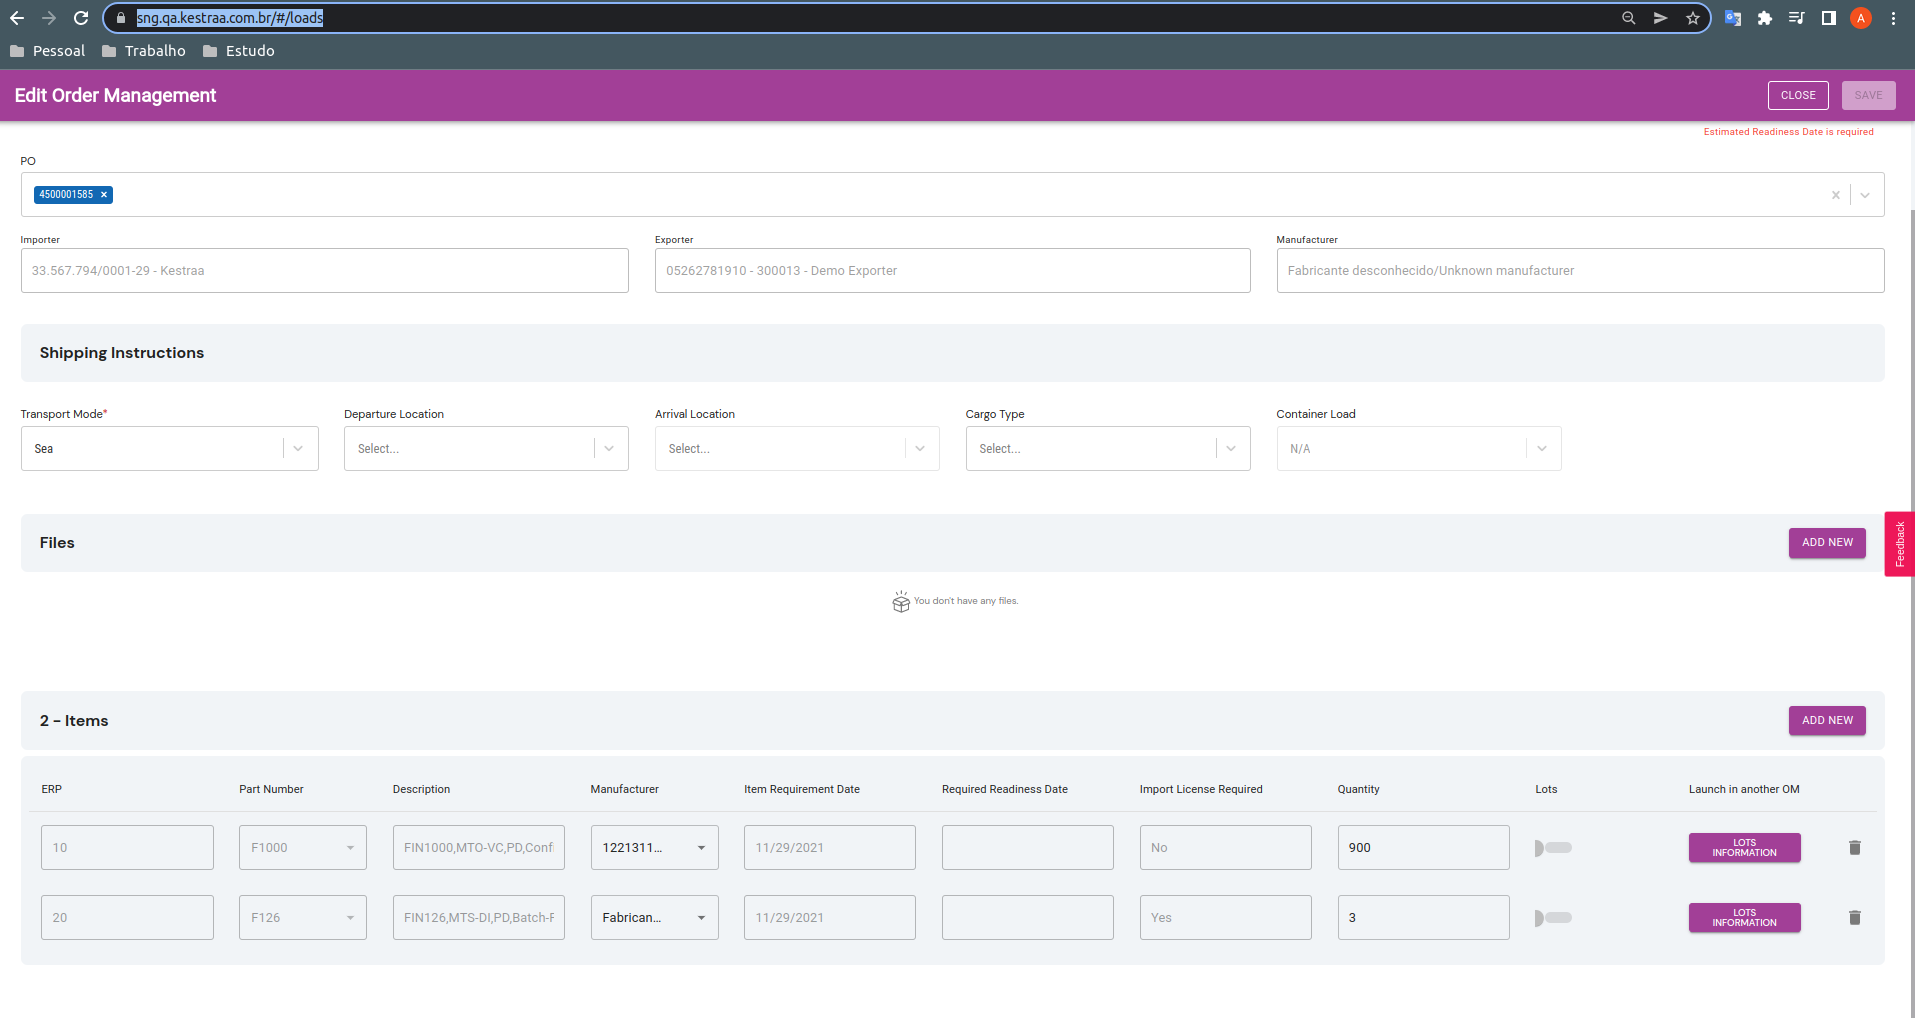 sng.qa.kestraa.com.br/#/loads
A
Pessoal Trabalho Estudo
Edit Order Management CLOSE SAVE
Estimated Readiness Date is required
PO
4500001585 ×
Importer Exporter Manufacturer
33.567.794/0001-29 - Kestraa 05262781910 - 300013 - Demo Exporter Fabricante desconhecido/Unknown manufacturer
Shipping Instructions
Transport Mode* Departure Location Arrival Location Cargo Type Container Load
Sea Select... Select... Select... N/A
Files ADD NEW
Feedback
You don't have any files.
2 - Items ADD NEW
ERP Part Number Description Manufacturer Item Requirement Date Required Readiness Date Import License Required Quantity Lots Launch in another OM
10 F1000 FIN1000,MTO-VC,PD,Conf 1221311... 11/29/2021 No 900 LOTS INFORMATION
20 F126 FIN126,MTS-DI,PD,Batch-F Fabrican... 11/29/2021 Yes 3 LOTS INFORMATION